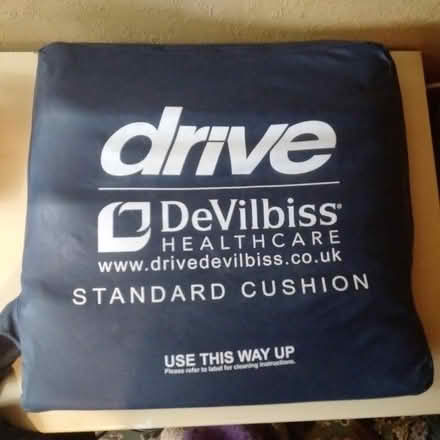 drive
DeVilbiss®
HEALTHCARE
www.drivedevilbiss.co.uk
STANDARD CUSHION
USE THIS WAY UP
Please refer to label for cleaning instructions.